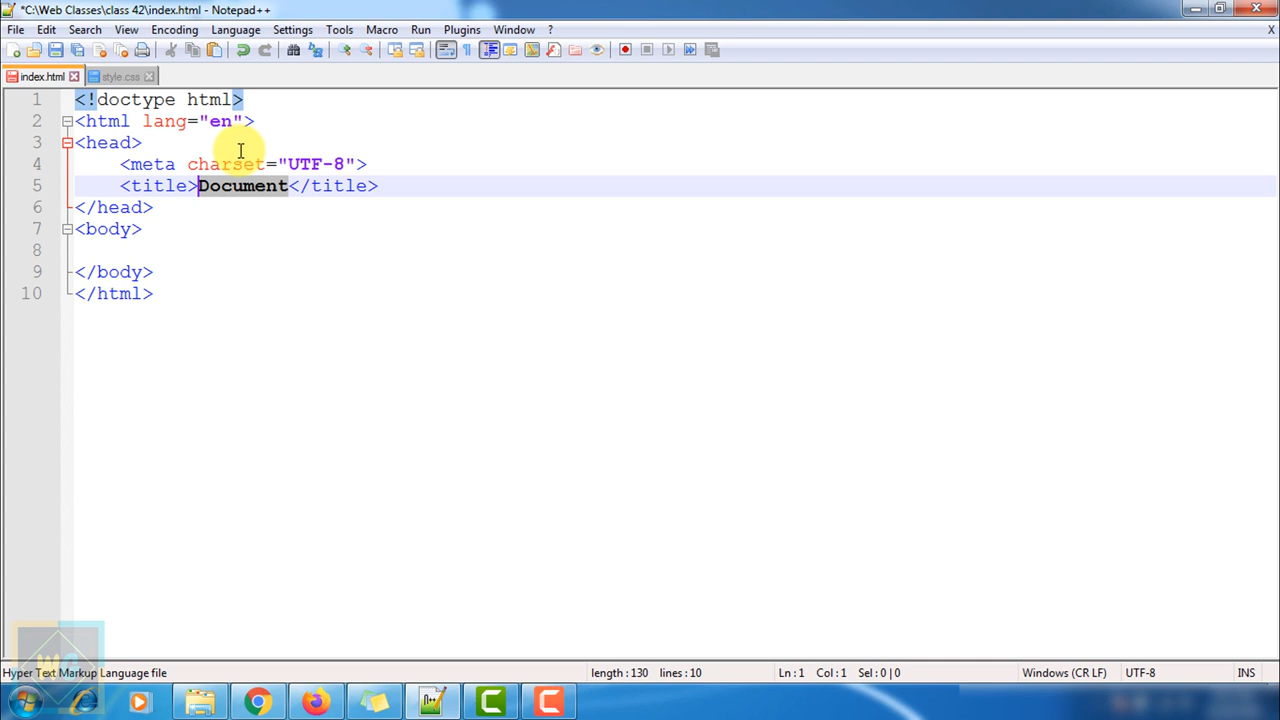 *C:\Web Classes\class 42\index.html - Notepad++
File Edit Search View Encoding Language Settings Tools Macro Run Plugins Window ? X
index.html style.css
1 <!doctype html>
2 <html lang="en">
3 <head>
4 <meta charset="UTF-8">
5 <title>Document</title>
6 </head>
7 <body>
8
9 </body>
10 </html>
Hyper Text Markup Language file length : 130 lines : 10 Ln : 1 Col : 1 Sel : 0 | 0 Windows (CR LF) UTF-8 INS